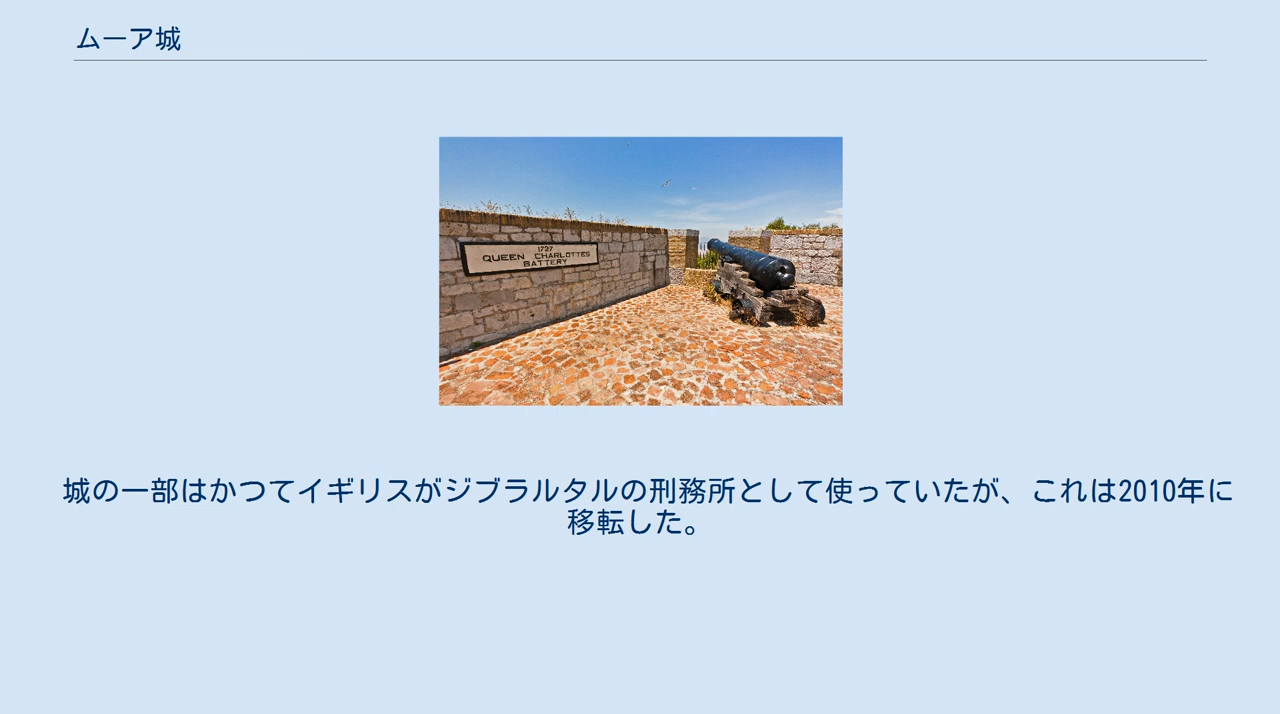 ムーア城
1727
QUEEN CHARLOTTES
BATTERY
城の一部はかつてイギリスがジブラルタルの刑務所として使っていたが、これは2010年に
移転した。